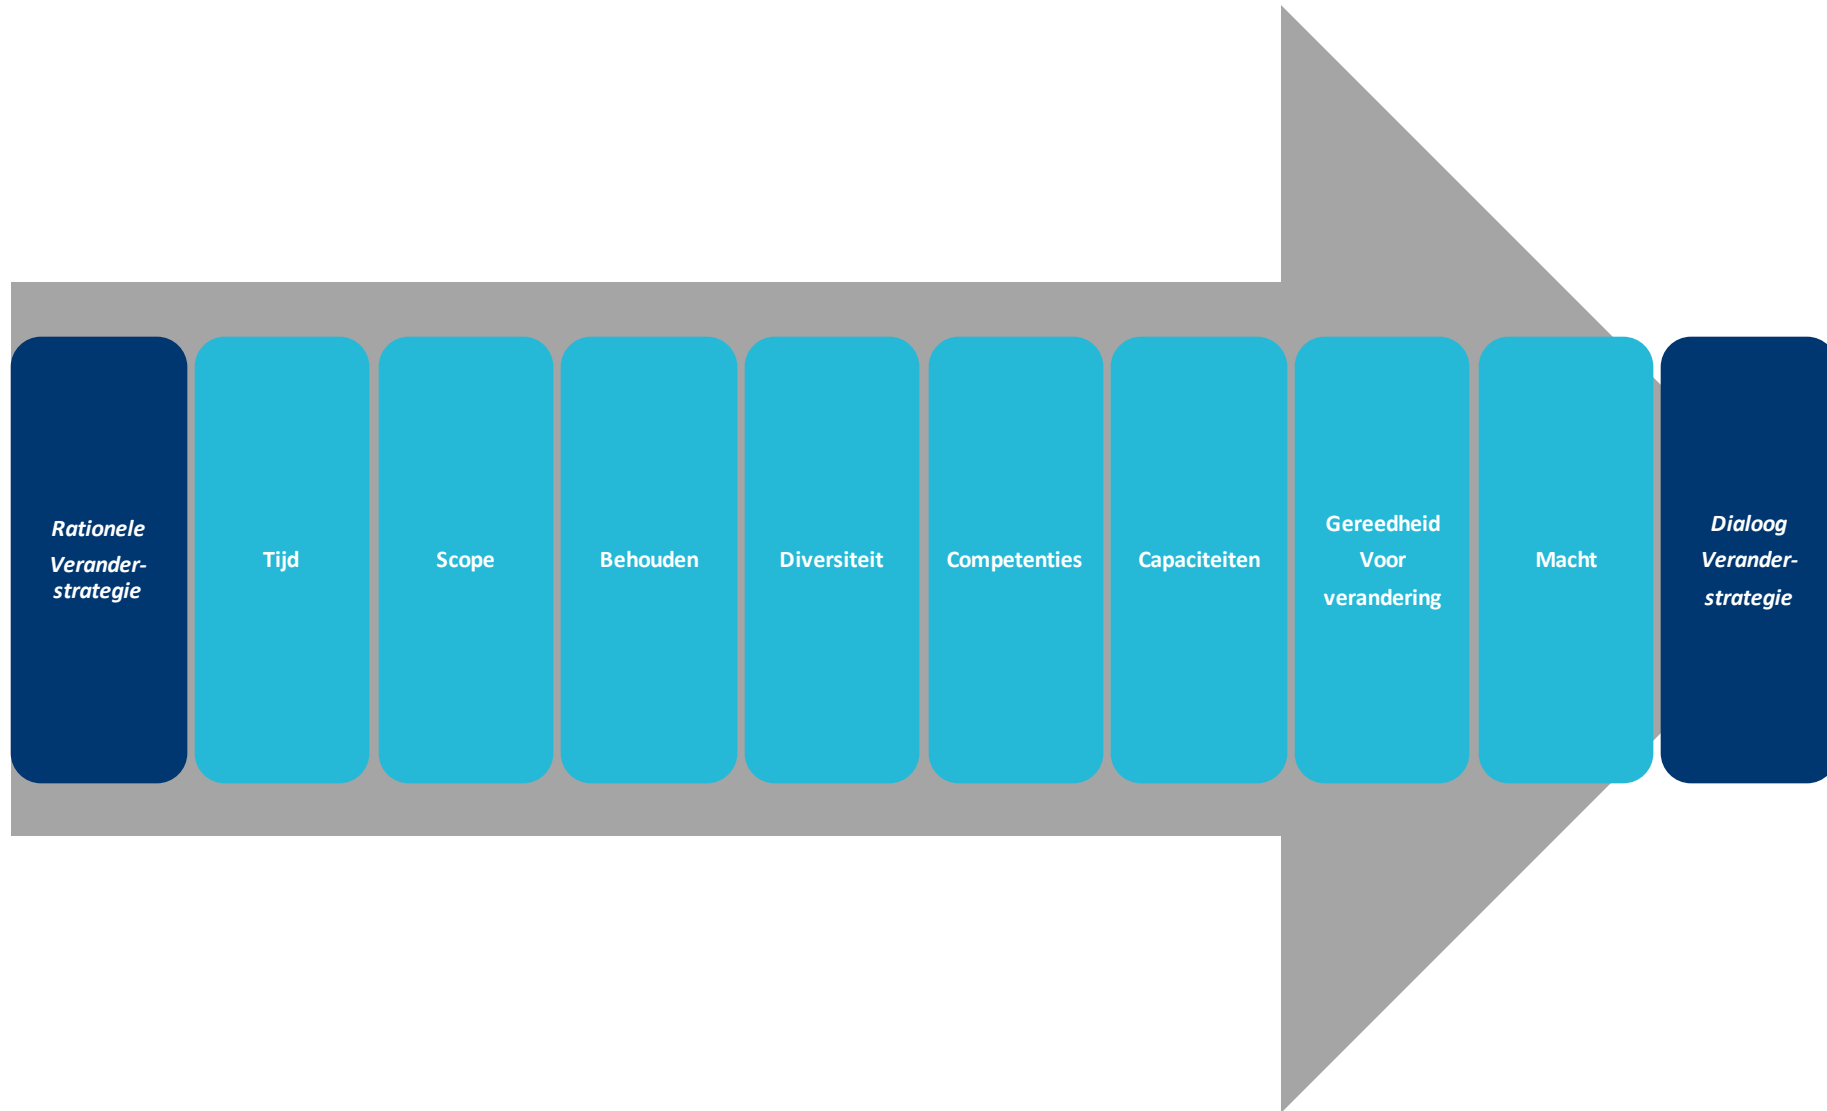 Rationele
Verander-
strategie
Tijd
Scope
Behouden
Diversiteit
Competenties
Capaciteiten
Gereedheid
Voor
verandering
Macht
Dialoog
Verander-
strategie